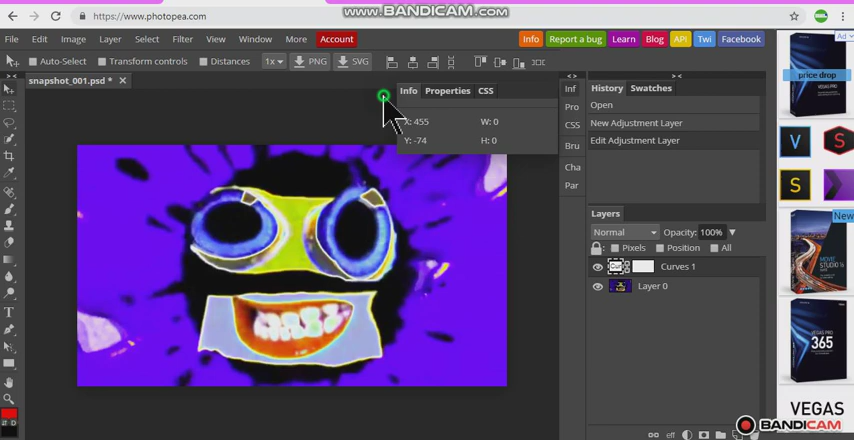 https://www.photopea.com
www.BANDICAM.com
File Edit Image Layer Select Filter View Window More Account Info Report a bug Learn Blog API Twi Facebook
Auto-Select Transform controls Distances 1x PNG SVG
snapshot_001.psd *
Info Properties CSS
X: 455 W: 0
Y: -74 H: 0
Inf
Pro
CSS
Bru
Cha
Par
History Swatches
Open
New Adjustment Layer
Edit Adjustment Layer
Layers
Normal Opacity: 100%
Pixels Position All
Curves 1
Layer 0
eff
T
D
Ad
price drop
V
S
S
New
MOVIE STUDIO
VEGAS PRO
365
VEGAS
BANDICAM